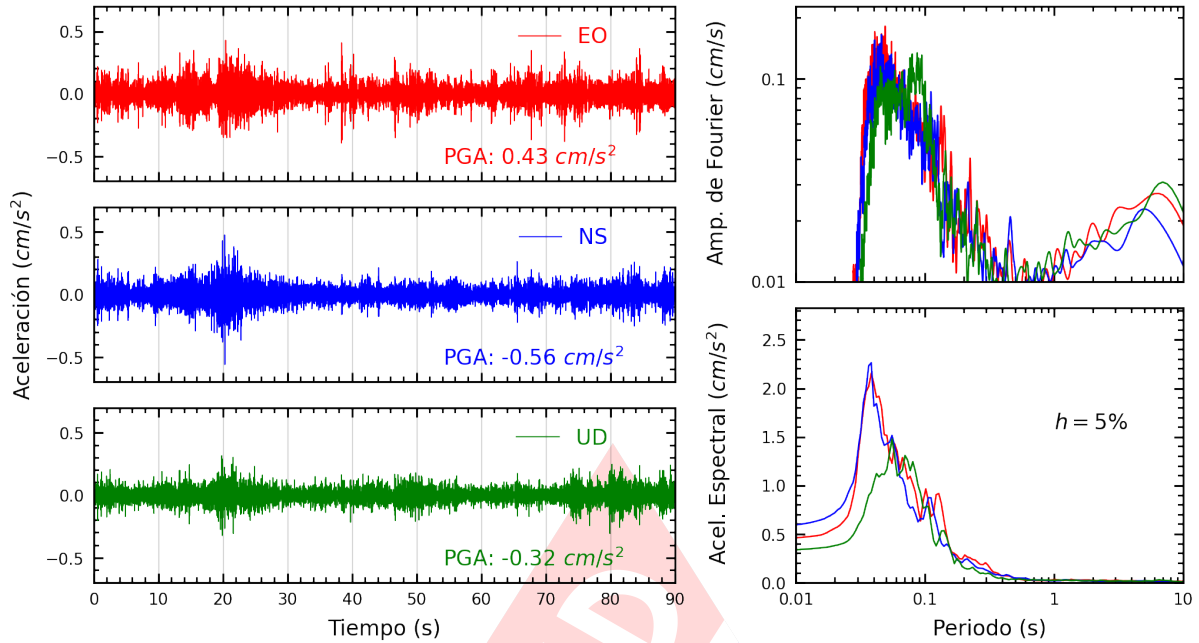 Aceleración (cm/s²)
0.5
0.0
−0.5
EO
PGA: 0.43 cm/s²
0.5
0.0
−0.5
NS
PGA: -0.56 cm/s²
0.5
0.0
−0.5
UD
PGA: -0.32 cm/s²
0 10 20 30 40 50 60 70 80 90
Tiempo (s)
Amp. de Fourier (cm/s)
0.1
0.01
Acel. Espectral (cm/s²)
2.5
2.0
1.5
1.0
0.5
0.0
h = 5%
0.01 0.1 1 10
Periodo (s)